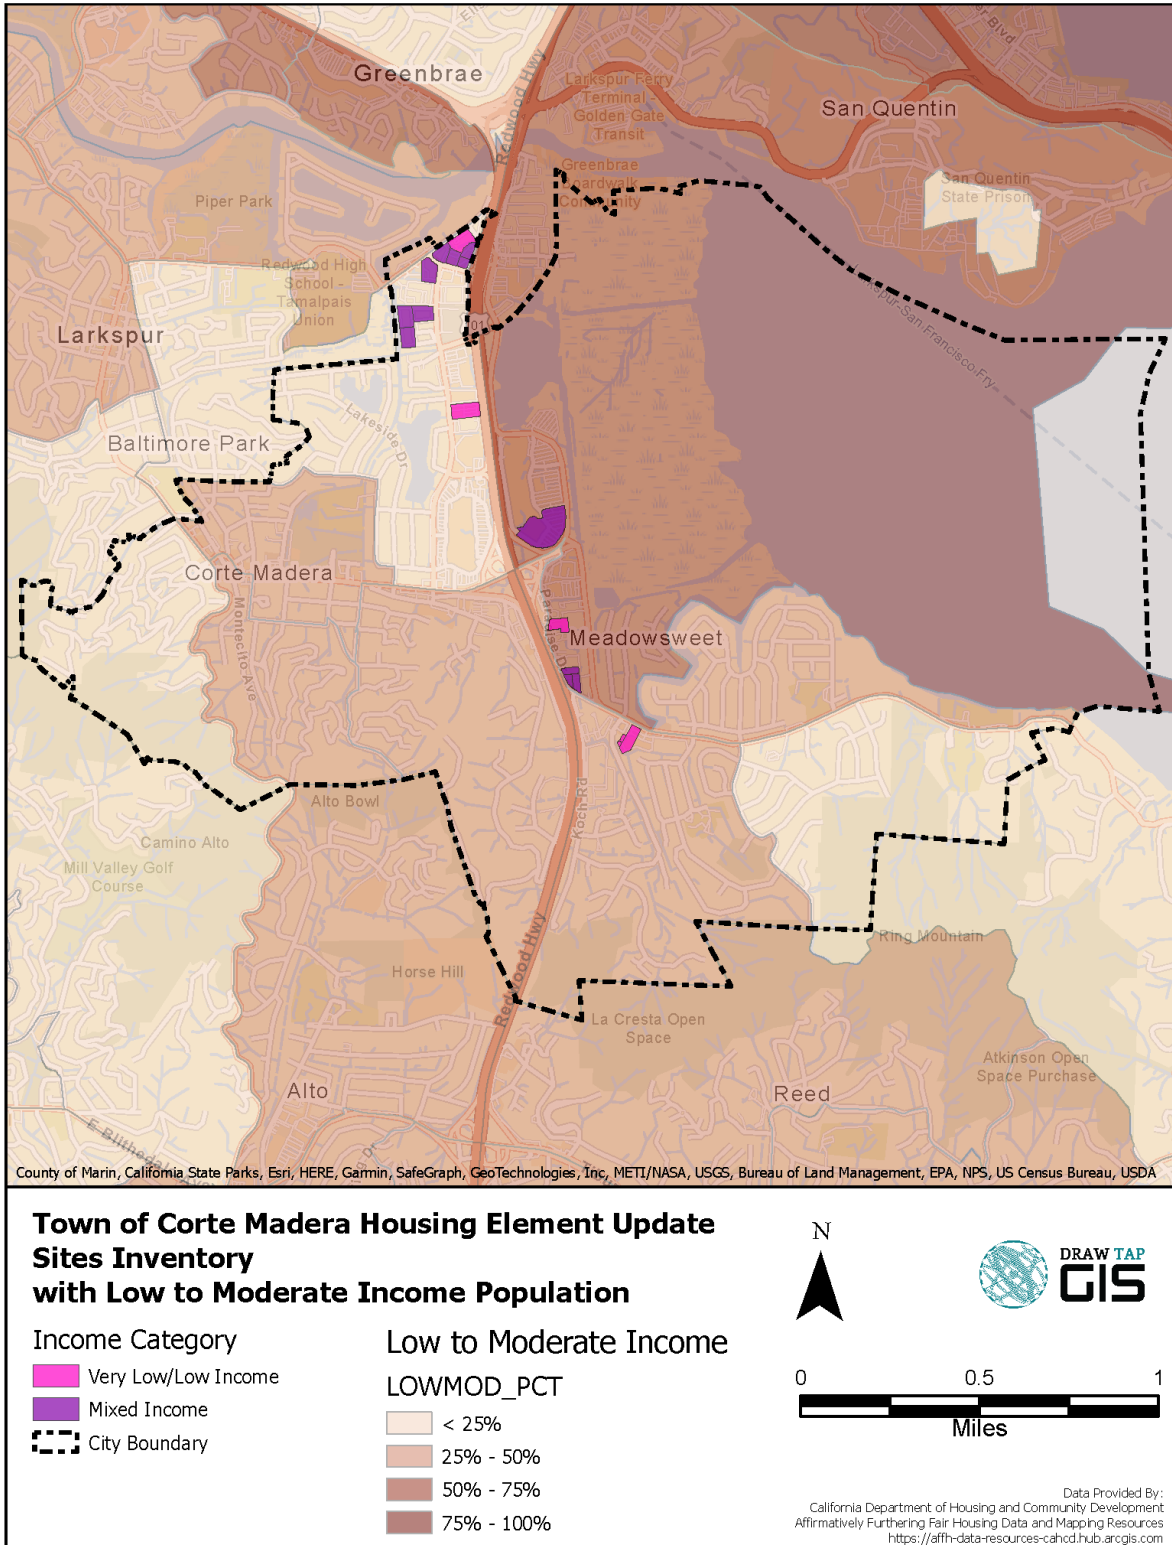 Greenbrae
Redwood Hwy
Larkspur Ferry
Terminal -
Golden Gate
Transit
San Quentin
Greenbrae
Boardwalk
Community
San Quentin
State Prison
Piper Park
Redwood High
School -
Tamalpais
Union
Larkspur
Larkspur-San Francisco Fry
Baltimore Park
Lakeside Dr
Corte Madera
Montecito Ave
Paradise Dr
Meadowsweet
Alto Bowl
Koch Rd
Camino Alto
Mill Valley Golf
Course
Horse Hill
Redwood Hwy
Ring Mountain
La Cresta Open
Space
Atkinson Open
Space Purchase
Alto
Reed
County of Marin, California State Parks, Esri, HERE, Garmin, SafeGraph, GeoTechnologies, Inc, METI/NASA, USGS, Bureau of Land Management, EPA, NPS, US Census Bureau, USDA
Town of Corte Madera Housing Element Update
Sites Inventory
with Low to Moderate Income Population
Income Category
Very Low/Low Income
Mixed Income
City Boundary
Low to Moderate Income
LOWMOD_PCT
< 25%
25% - 50%
50% - 75%
75% - 100%
N
DRAW TAP
GIS
0 0.5 1
Miles
Data Provided By:
California Department of Housing and Community Development
Affirmatively Furthering Fair Housing Data and Mapping Resources
https://affh-data-resources-cahcd.hub.arcgis.com